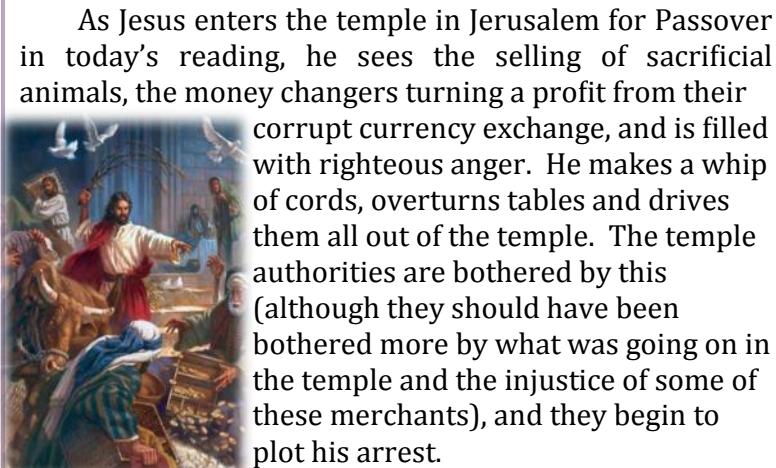 As Jesus enters the temple in Jerusalem for Passover
in today’s reading, he sees the selling of sacrificial
animals, the money changers turning a profit from their
corrupt currency exchange, and is filled
with righteous anger.  He makes a whip
of cords, overturns tables and drives
them all out of the temple.  The temple
authorities are bothered by this
(although they should have been
bothered more by what was going on in
the temple and the injustice of some of
these merchants), and they begin to
plot his arrest.